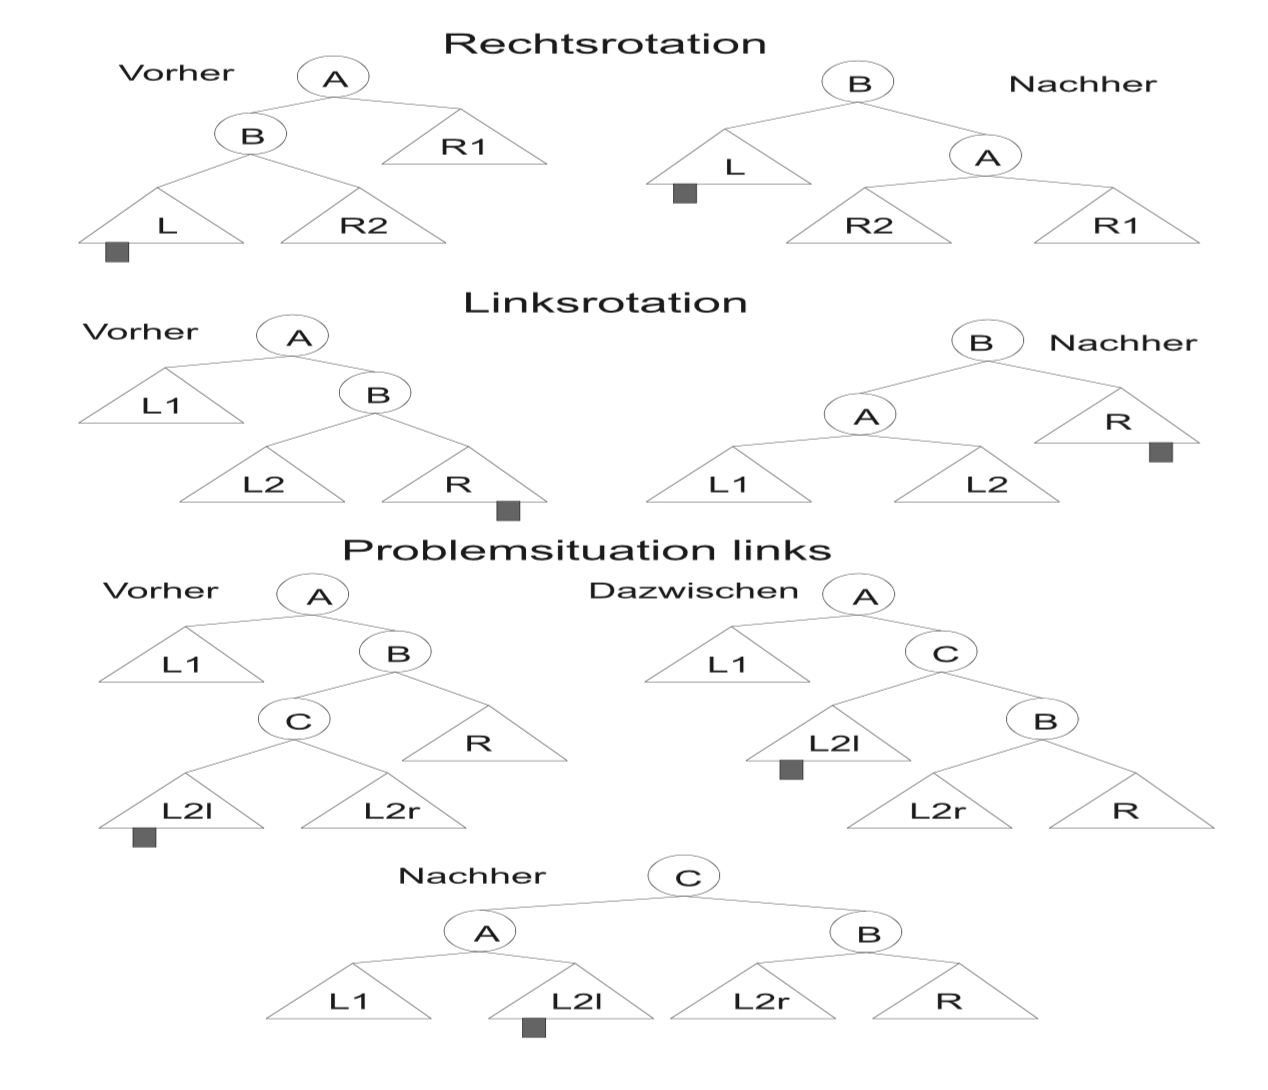 Rechtsrotation
Vorher A B Nachher
B R1 L A
L R2 R2 R1
Linksrotation
Vorher A B Nachher
L1 B A R
L2 R L1 L2
Problemsituation links
Vorher A Dazwischen A
L1 B L1 C
C R L2l B
L2l L2r L2r R
Nachher C
A B
L1 L2l L2r R